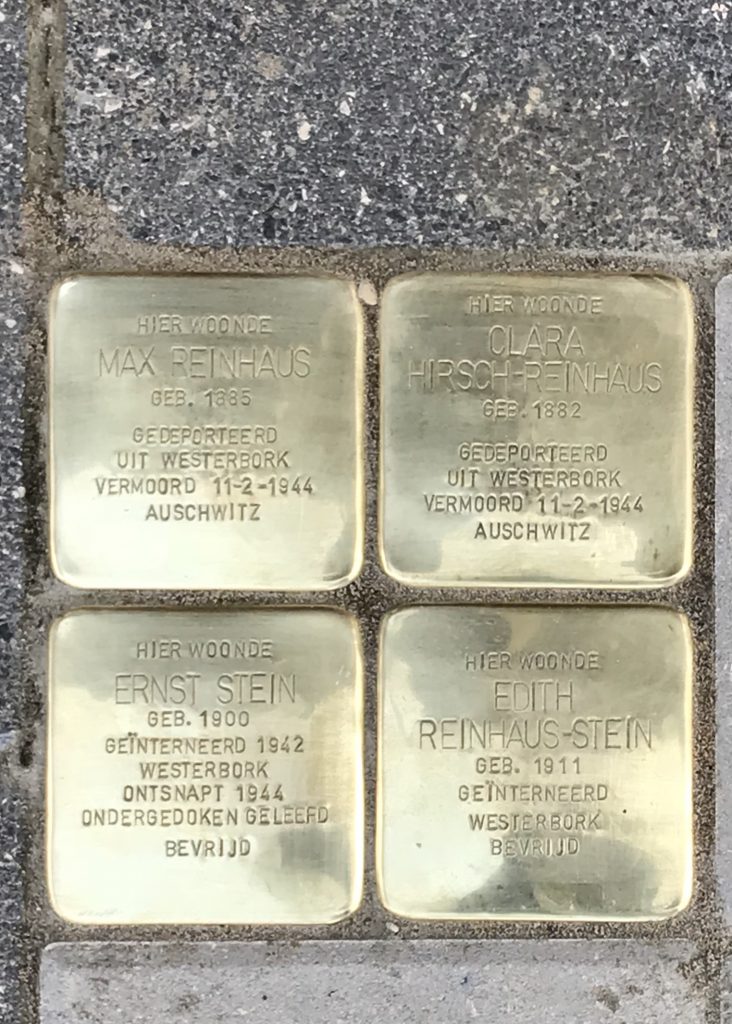 HIER WOONDE
MAX REINHAUS
GEB. 1885
GEDEPORTEERD
UIT WESTERBORK
VERMOORD 11-2-1944
AUSCHWITZ
HIER WOONDE
CLARA
HIRSCH-REINHAUS
GEB. 1882
GEDEPORTEERD
UIT WESTERBORK
VERMOORD 11-2-1944
AUSCHWITZ
HIER WOONDE
ERNST STEIN
GEB. 1900
GEÏNTERNEERD 1942
WESTERBORK
ONTSNAPT 1944
ONDERGEDOKEN GELEEFD
BEVRIJD
HIER WOONDE
EDITH
REINHAUS-STEIN
GEB. 1911
GEÏNTERNEERD
WESTERBORK
BEVRIJD